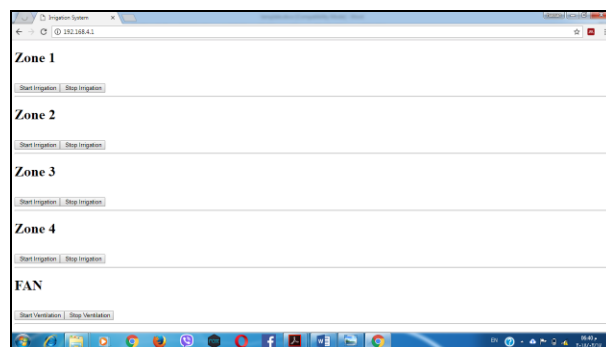 Irrigation System
192.168.4.1
Zone 1
Start Irrigation Stop Irrigation
Zone 2
Start Irrigation Stop Irrigation
Zone 3
Start Irrigation Stop Irrigation
Zone 4
Start Irrigation Stop Irrigation
FAN
Start Ventilation Stop Ventilation
EN